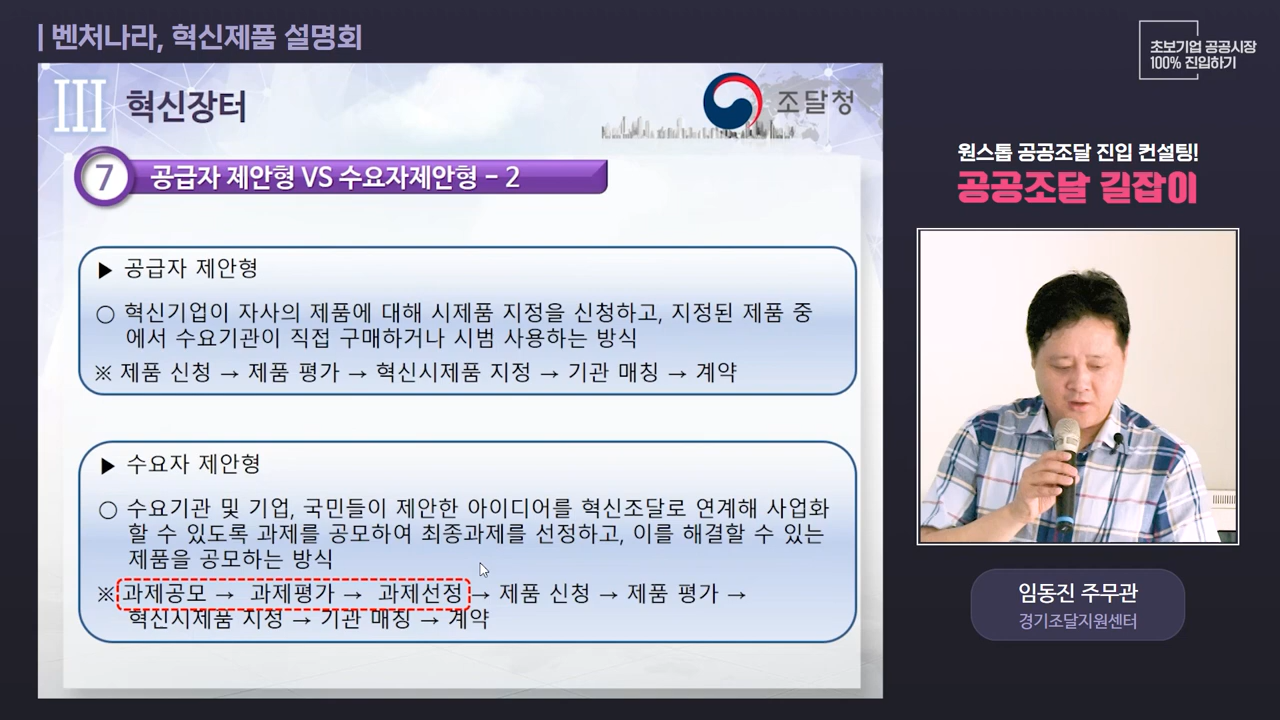 | 벤처나라, 혁신제품 설명회
초보기업 공공시장
100% 진입하기
III 혁신장터
조달청
7 공급자 제안형 VS 수요자제안형 - 2
▶ 공급자 제안형
○ 혁신기업이 자사의 제품에 대해 시제품 지정을 신청하고, 지정된 제품 중
에서 수요기관이 직접 구매하거나 시범 사용하는 방식
※ 제품 신청 → 제품 평가 → 혁신시제품 지정 → 기관 매칭 → 계약
▶ 수요자 제안형
○ 수요기관 및 기업, 국민들이 제안한 아이디어를 혁신조달로 연계해 사업화
할 수 있도록 과제를 공모하여 최종과제를 선정하고, 이를 해결할 수 있는
제품을 공모하는 방식
※ 과제공모 → 과제평가 → 과제선정 → 제품 신청 → 제품 평가 →
혁신시제품 지정 → 기관 매칭 → 계약
원스톱 공공조달 진입 컨설팅!
공공조달 길잡이
임동진 주무관
경기조달지원센터